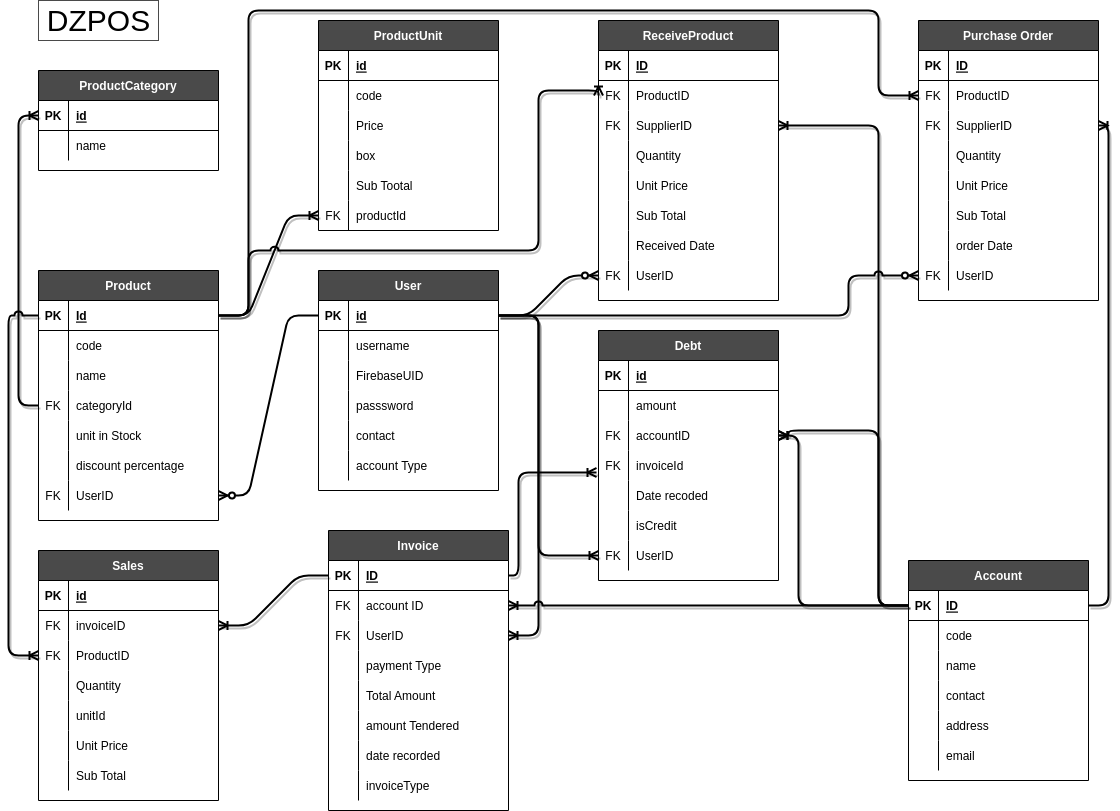 DZPOS
ProductCategory
PK id
name
ProductUnit
PK id
code
Price
box
Sub Tootal
FK productId
ReceiveProduct
PK ID
FK ProductID
FK SupplierID
Quantity
Unit Price
Sub Total
Received Date
FK UserID
Purchase Order
PK ID
FK ProductID
FK SupplierID
Quantity
Unit Price
Sub Total
order Date
FK UserID
Product
PK Id
code
name
FK categoryId
unit in Stock
discount percentage
FK UserID
User
PK id
username
FirebaseUID
passsword
contact
account Type
Debt
PK id
amount
FK accountID
FK invoiceId
Date recoded
isCredit
FK UserID
Sales
PK id
FK invoiceID
FK ProductID
Quantity
unitId
Unit Price
Sub Total
Invoice
PK ID
FK account ID
FK UserID
payment Type
Total Amount
amount Tendered
date recorded
invoiceType
Account
PK ID
code
name
contact
address
email